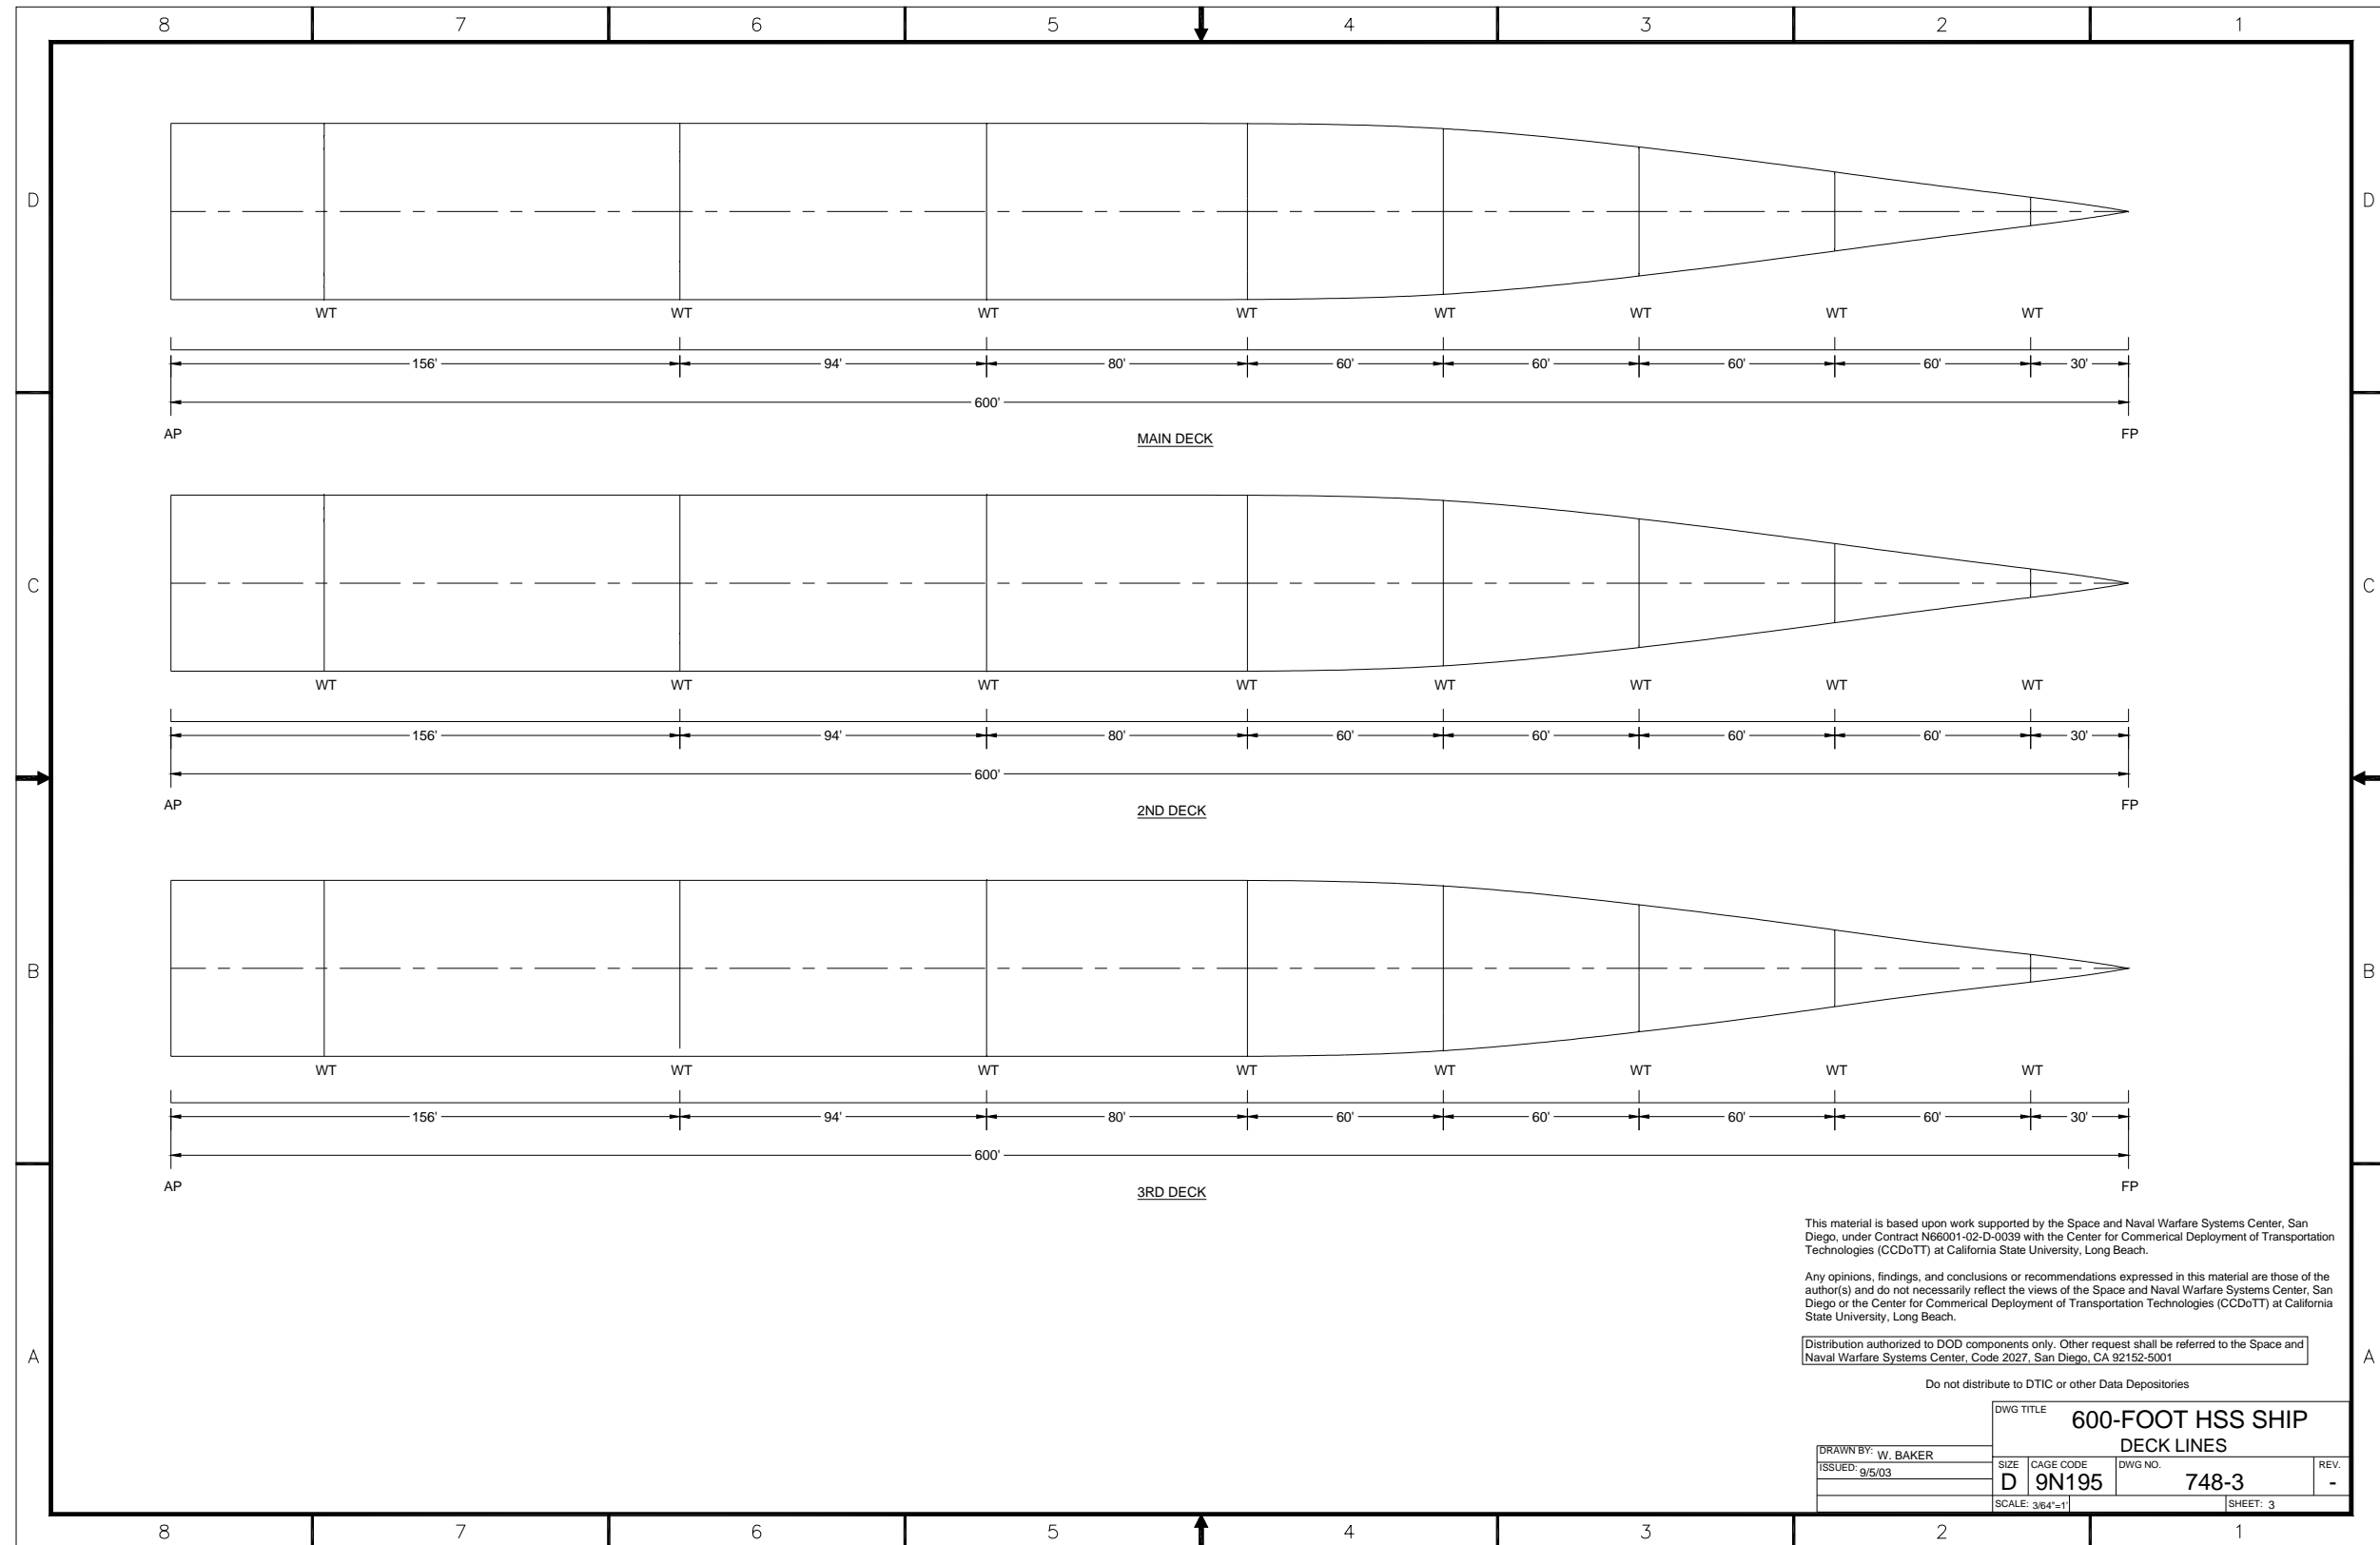 8 7 6 5 4 3 2 1
D D
WT WT WT WT WT WT WT WT
156' 94' 80' 60' 60' 60' 60' 30'
600'
AP FP
MAIN DECK
C C
WT WT WT WT WT WT WT WT
156' 94' 80' 60' 60' 60' 60' 30'
600'
AP FP
2ND DECK
B B
WT WT WT WT WT WT WT WT
156' 94' 80' 60' 60' 60' 60' 30'
600'
AP FP
3RD DECK
This material is based upon work supported by the Space and Naval Warfare Systems Center, San
Diego, under Contract N66001-02-D-0039 with the Center for Commerical Deployment of Transportation
Technologies (CCDoTT) at California State University, Long Beach.
Any opinions, findings, and conclusions or recommendations expressed in this material are those of the
author(s) and do not necessarily reflect the views of the Space and Naval Warfare Systems Center, San
Diego or the Center for Commerical Deployment of Transportation Technologies (CCDoTT) at California
State University, Long Beach.
A A
Distribution authorized to DOD components only. Other request shall be referred to the Space and
Naval Warfare Systems Center, Code 2027, San Diego, CA 92152-5001
Do not distribute to DTIC or other Data Depositories
DWG TITLE 600-FOOT HSS SHIP
DECK LINES
DRAWN BY: W. BAKER
ISSUED: 9/5/03
SIZE CAGE CODE DWG NO. REV.
D 9N195 748-3 -
SCALE: 3/64"=1' SHEET: 3
8 7 6 5 4 3 2 1